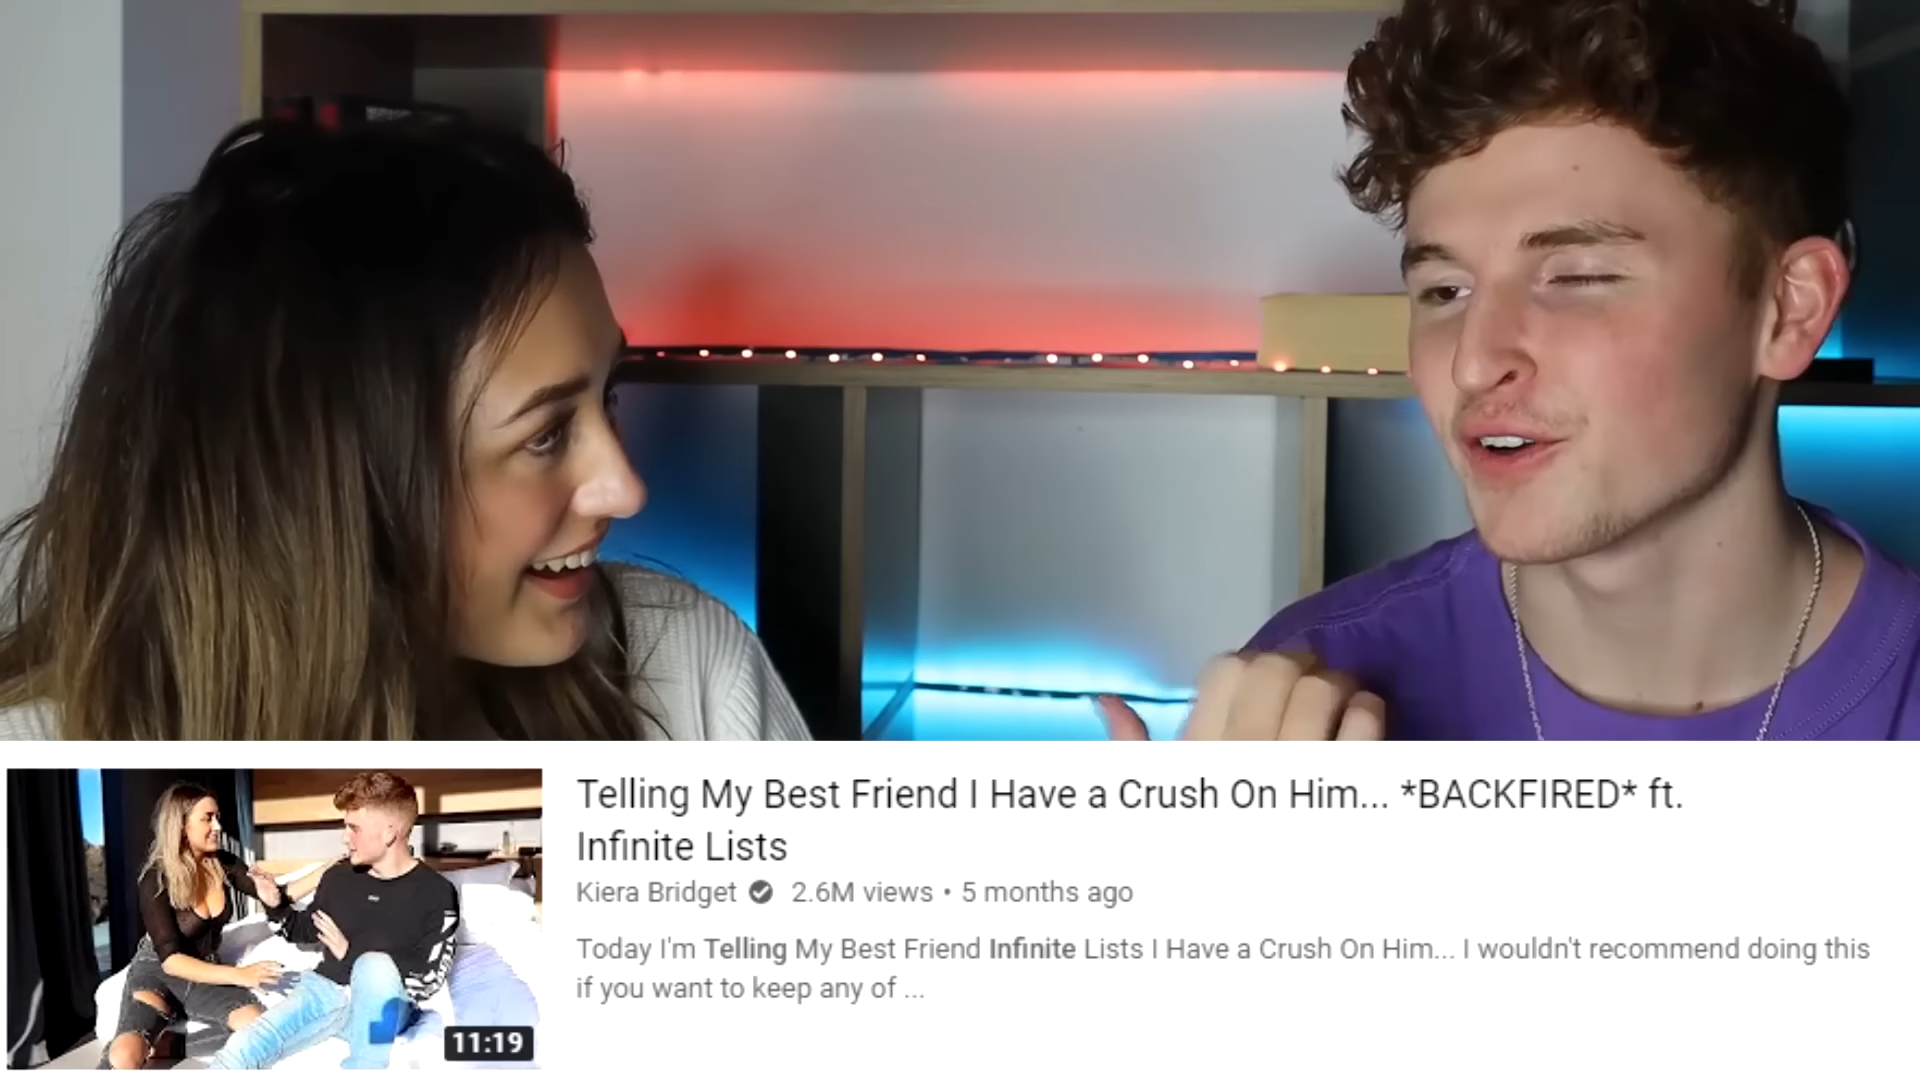 Telling My Best Friend I Have a Crush On Him... *BACKFIRED* ft.
Infinite Lists
Kiera Bridget 2.6M views • 5 months ago
Today I'm Telling My Best Friend Infinite Lists I Have a Crush On Him... I wouldn't recommend doing this
if you want to keep any of ...
11:19